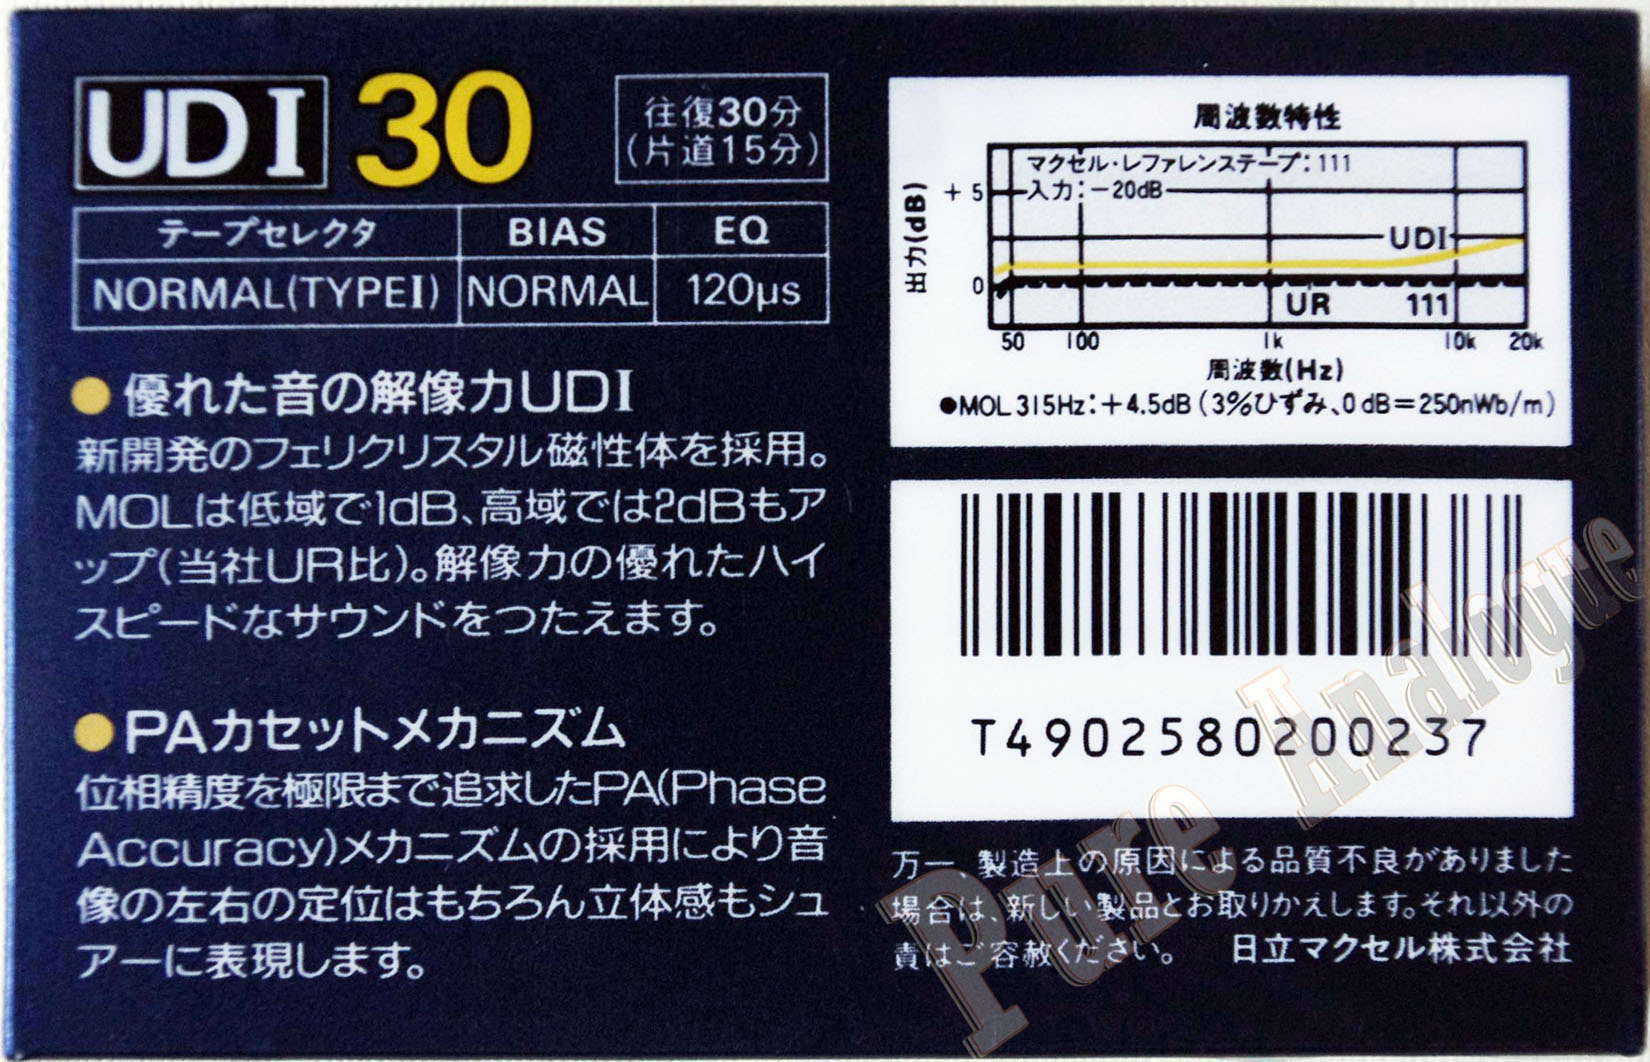 UDI 30
往復30分
(片道15分)
テープセレクタ BIAS EQ
NORMAL(TYPEI) NORMAL 120μs
●優れた音の解像力UDI
新開発のフェリクリスタル磁性体を採用。
MOLは低域で1dB、高域では2dBもア
ップ(当社UR比)。解像力の優れたハイ
スピードなサウンドをつたえます。
●PAカセットメカニズム
位相精度を極限まで追求したPA(Phase
Accuracy)メカニズムの採用により音
像の左右の定位はもちろん立体感もシュ
アーに表現します。
周波数特性
マクセル・レファレンステープ:111
入力:−20dB
出力(dB)
+5
UDI
0
UR 111
50 100 1k 10k 20k
周波数(Hz)
●MOL 315Hz:+4.5dB(3%ひずみ、0dB=250nWb/m)
T4902580200237
万一、製造上の原因による品質不良がありました
場合は、新しい製品とお取りかえします。それ以外の
責はご容赦ください。 日立マクセル株式会社
Pure Analogue